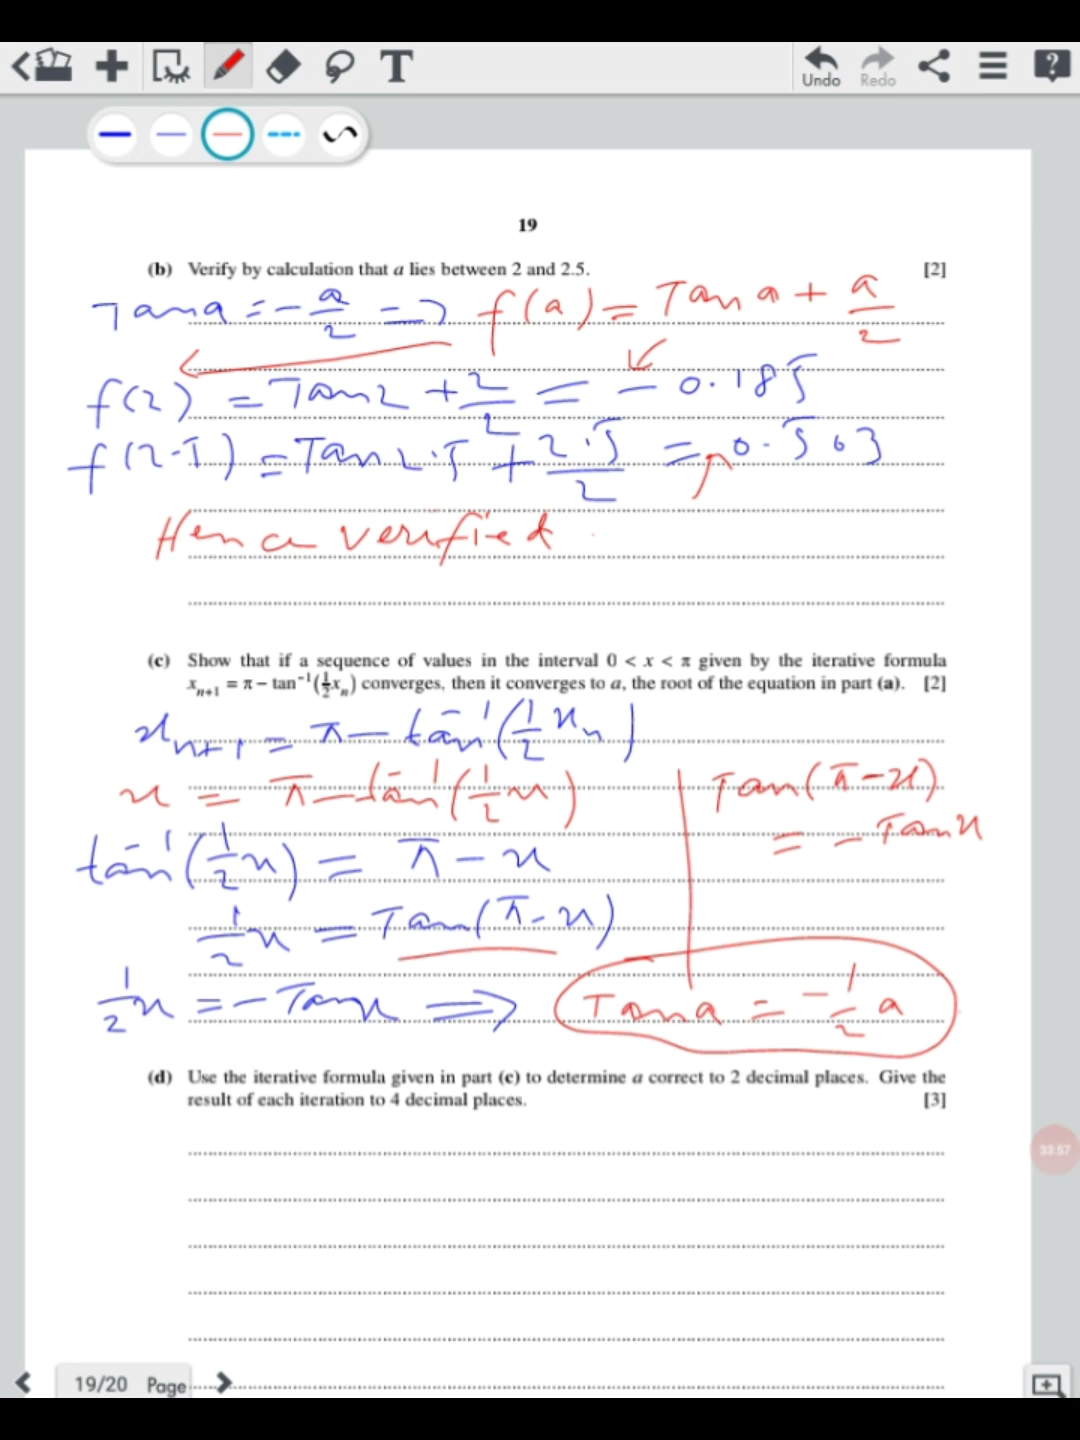 T
Undo
Redo
?
19
(b) Verify by calculation that a lies between 2 and 2.5. [2]
Tan a = -a/2 => f(a) = Tan a + a/2
f(2) = Tan 2 + 2/2 = -0.185
f(2.5) = Tan 2.5 + 2.5/2 = 0.503
Hence verified.
(c) Show that if a sequence of values in the interval 0 < x < π given by the iterative formula
xₙ₊₁ = π − tan⁻¹(½xₙ) converges, then it converges to a, the root of the equation in part (a). [2]
xₙ₊₁ = π − tan⁻¹(½xₙ)
x = π − tan⁻¹(½x)
Tan(π−x)
= −Tan x
tan⁻¹(½x) = π − x
½x = Tan(π−x)
½x = −Tan x ⟹ Tan a = −½a
(d) Use the iterative formula given in part (c) to determine a correct to 2 decimal places. Give the
result of each iteration to 4 decimal places. [3]
33:57
19/20 Page